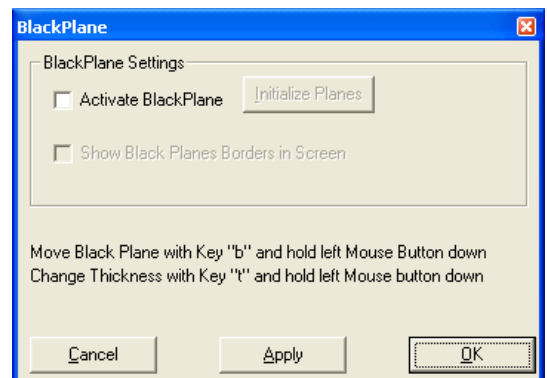 BlackPlane
BlackPlane Settings
Activate BlackPlane
Initialize Planes
Show Black Planes Borders in Screen
Move Black Plane with Key "b" and hold left Mouse Button down
Change Thickness with Key "t" and hold left Mouse button down
Cancel
Apply
OK